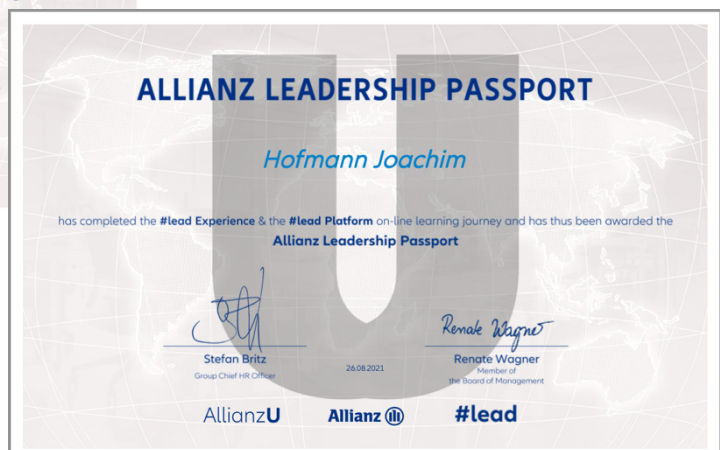 ALLIANZ LEADERSHIP PASSPORT
Hofmann Joachim
has completed the #lead Experience & the #lead Platform on-line learning journey and has thus been awarded the
Allianz Leadership Passport
Renate Wagner
Stefan Britz
Group Chief HR Officer
26.08.2021
Renate Wagner
Member of
the Board of Management
AllianzU
Allianz
#lead